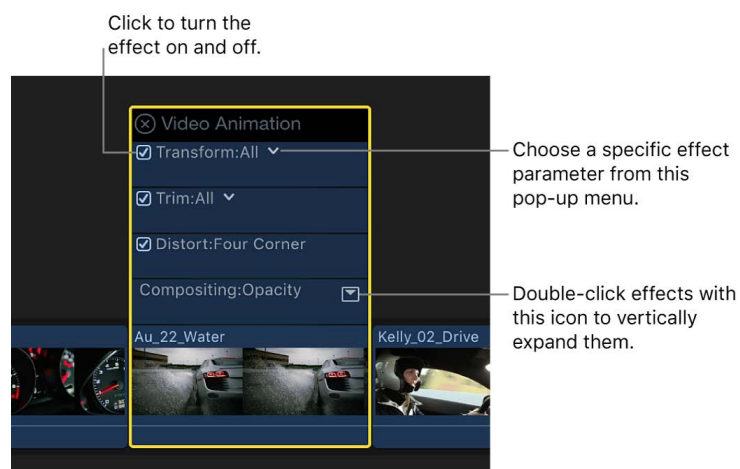 Click to turn the
effect on and off.
Video Animation
Transform:All
Choose a specific effect
parameter from this
pop-up menu.
Trim:All
Distort:Four Corner
Compositing:Opacity
Double-click effects with
this icon to vertically
expand them.
Au_22_Water
Kelly_02_Drive